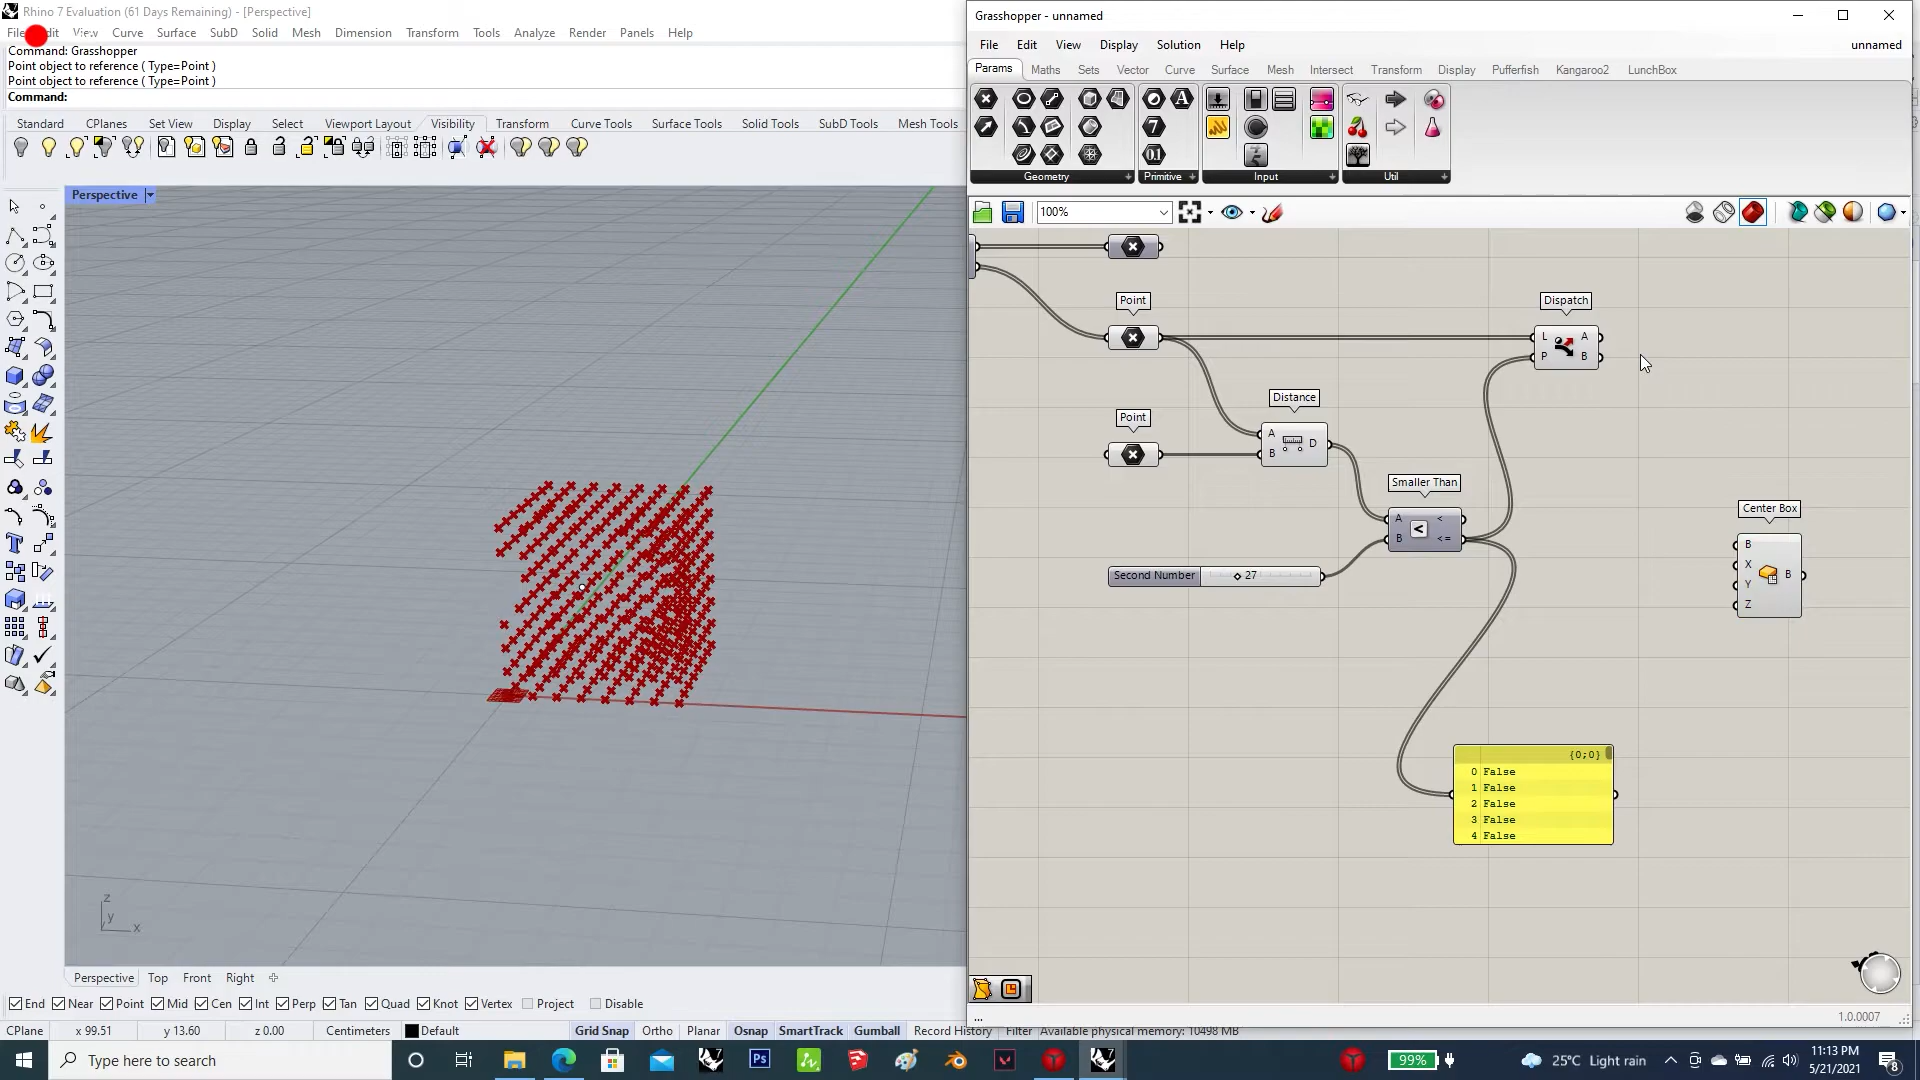 Rhino 7 Evaluation (61 Days Remaining) - [Perspective]
View Curve Surface SubD Solid Mesh Dimension Transform Tools Analyze Render Panels Help
Command: Grasshopper
Point object to reference ( Type=Point )
Point object to reference ( Type=Point )
Command:
Standard CPlanes Set View Display Select Viewport Layout Visibility Transform Curve Tools Surface Tools Solid Tools SubD Tools Mesh Tools
Perspective
z
y
x
Perspective Top Front Right
End Near Point Mid Cen Int Perp Tan Quad Knot Vertex Project Disable
CPlane x 99.51 y 13.60 z 0.00 Centimeters Default Grid Snap Ortho Planar Osnap SmartTrack Gumball Record History Filter Available physical memory: 10498 MB
Grasshopper - unnamed
File Edit View Display Solution Help unnamed
Params Maths Sets Vector Curve Surface Mesh Intersect Transform Display Pufferfish Kangaroo2 LunchBox
Geometry Primitive Input Util
100%
Point
Dispatch
L A
P B
Distance
A D
B
Point
Smaller Than
A <
B <=
Second Number 27
Center Box
B
X B
Y
Z
{0;0}
0 False
1 False
2 False
3 False
4 False
...
1.0.0007
Type here to search
99%
25°C Light rain
11:13 PM
5/21/2021
8